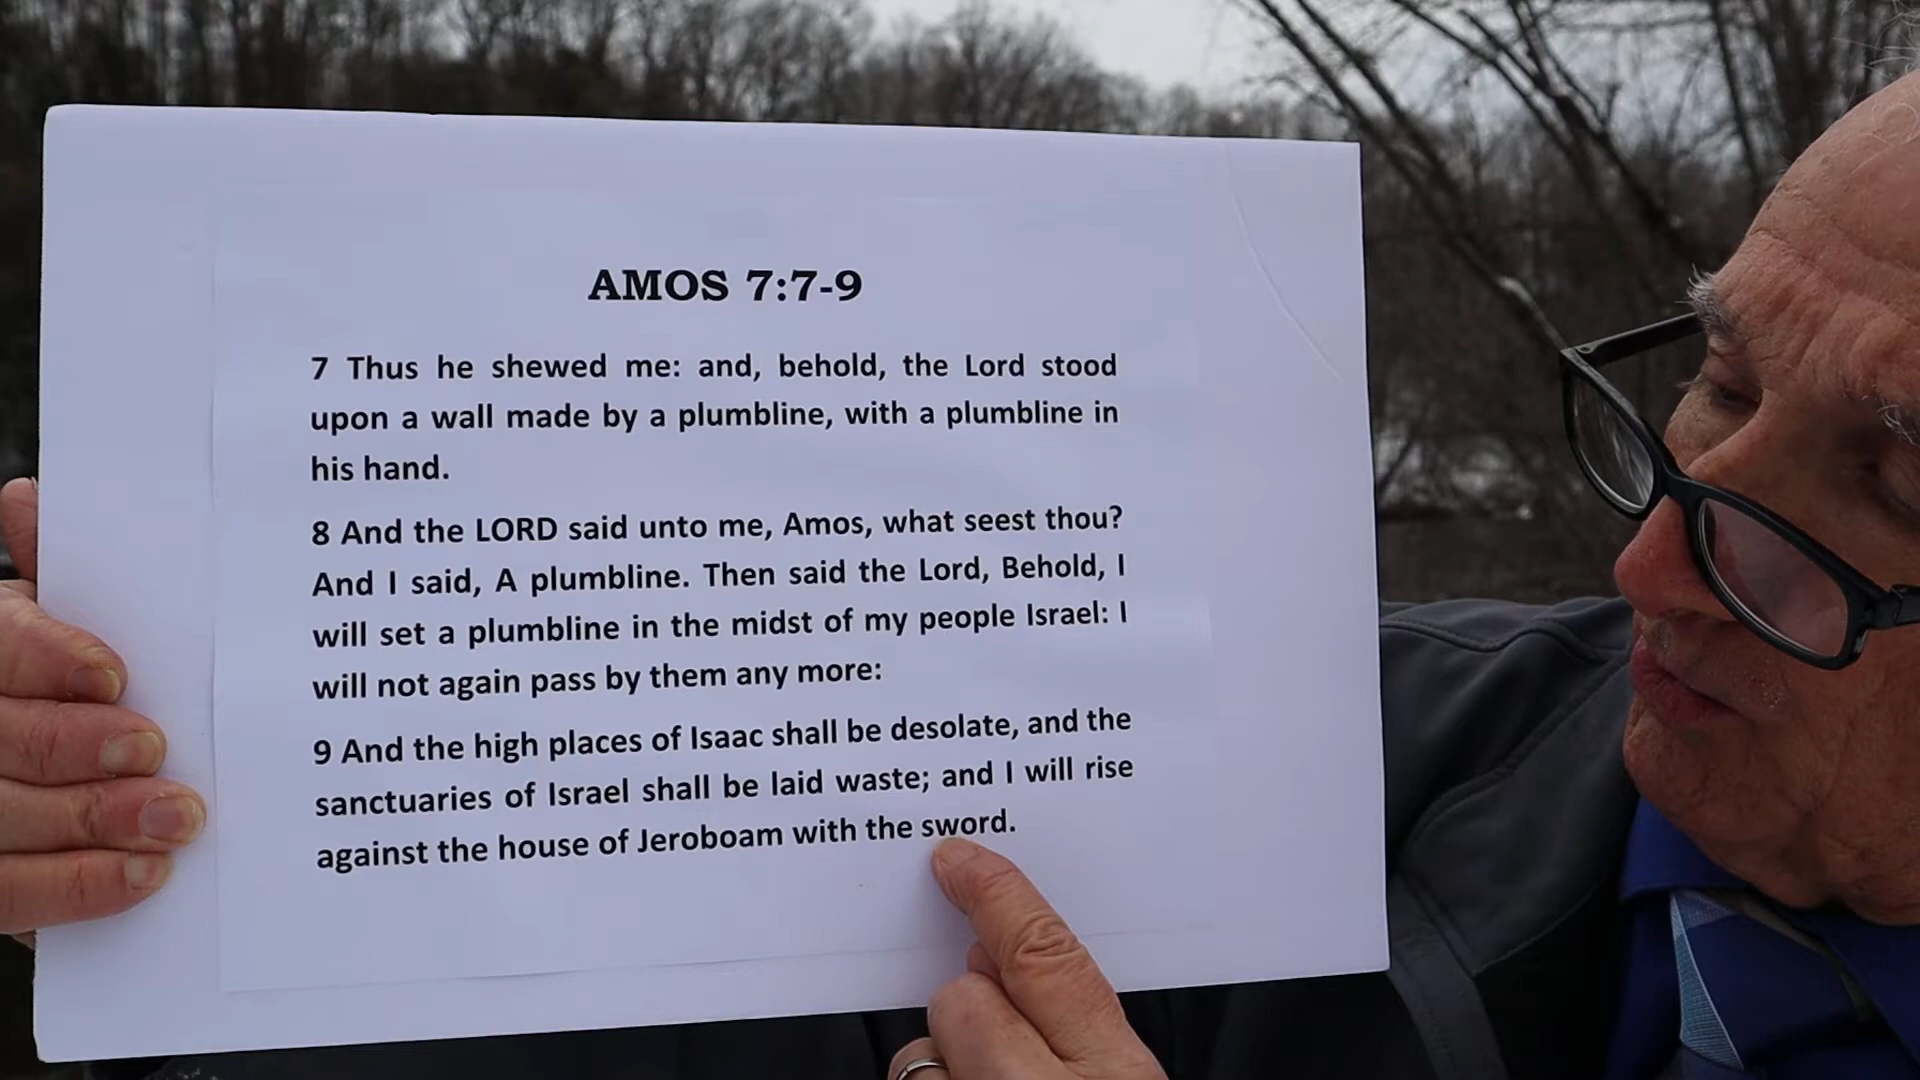 AMOS 7:7-9
7 Thus he shewed me: and, behold, the Lord stood
upon a wall made by a plumbline, with a plumbline in
his hand.
8 And the LORD said unto me, Amos, what seest thou?
And I said, A plumbline. Then said the Lord, Behold, I
will set a plumbline in the midst of my people Israel: I
will not again pass by them any more:
9 And the high places of Isaac shall be desolate, and the
sanctuaries of Israel shall be laid waste; and I will rise
against the house of Jeroboam with the sword.